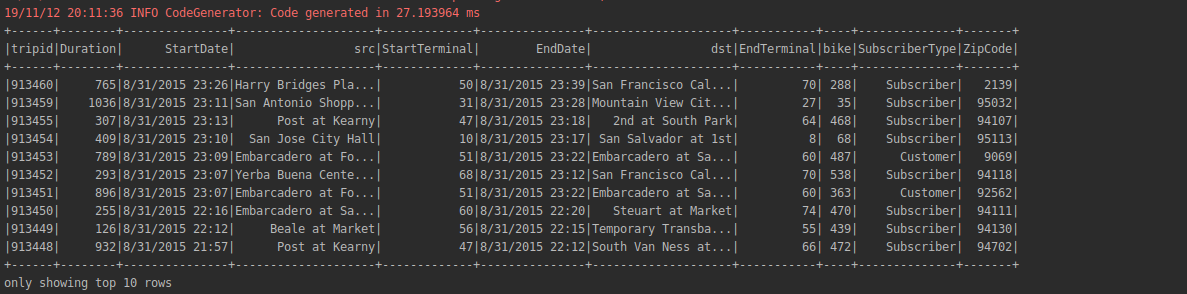 19/11/12 20:11:36 INFO CodeGenerator: Code generated in 27.193964 ms
+------+--------+---------------+--------------------+-------------+---------------+--------------------+-----------+----+--------------+-------+
|tripid|Duration|      StartDate|                 src|StartTerminal|        EndDate|                 dst|EndTerminal|bike|SubscriberType|ZipCode|
+------+--------+---------------+--------------------+-------------+---------------+--------------------+-----------+----+--------------+-------+
|913460|     765|8/31/2015 23:26|Harry Bridges Pla...|           50|8/31/2015 23:39|San Francisco Cal...|         70| 288|    Subscriber|   2139|
|913459|    1036|8/31/2015 23:11|San Antonio Shopp...|           31|8/31/2015 23:28|Mountain View Cit...|         27|  35|    Subscriber|  95032|
|913455|     307|8/31/2015 23:13|      Post at Kearny|           47|8/31/2015 23:18|   2nd at South Park|         64| 468|    Subscriber|  94107|
|913454|     409|8/31/2015 23:10|  San Jose City Hall|           10|8/31/2015 23:17| San Salvador at 1st|          8|  68|    Subscriber|  95113|
|913453|     789|8/31/2015 23:09|Embarcadero at Fo...|           51|8/31/2015 23:22|Embarcadero at Sa...|         60| 487|      Customer|   9069|
|913452|     293|8/31/2015 23:07|Yerba Buena Cente...|           68|8/31/2015 23:12|San Francisco Cal...|         70| 538|    Subscriber|  94118|
|913451|     896|8/31/2015 23:07|Embarcadero at Fo...|           51|8/31/2015 23:22|Embarcadero at Sa...|         60| 363|      Customer|  92562|
|913450|     255|8/31/2015 22:16|Embarcadero at Sa...|           60|8/31/2015 22:20|   Steuart at Market|         74| 470|    Subscriber|  94111|
|913449|     126|8/31/2015 22:12|     Beale at Market|           56|8/31/2015 22:15|Temporary Transba...|         55| 439|    Subscriber|  94130|
|913448|     932|8/31/2015 21:57|      Post at Kearny|           47|8/31/2015 22:12|South Van Ness at...|         66| 472|    Subscriber|  94702|
+------+--------+---------------+--------------------+-------------+---------------+--------------------+-----------+----+--------------+-------+
only showing top 10 rows